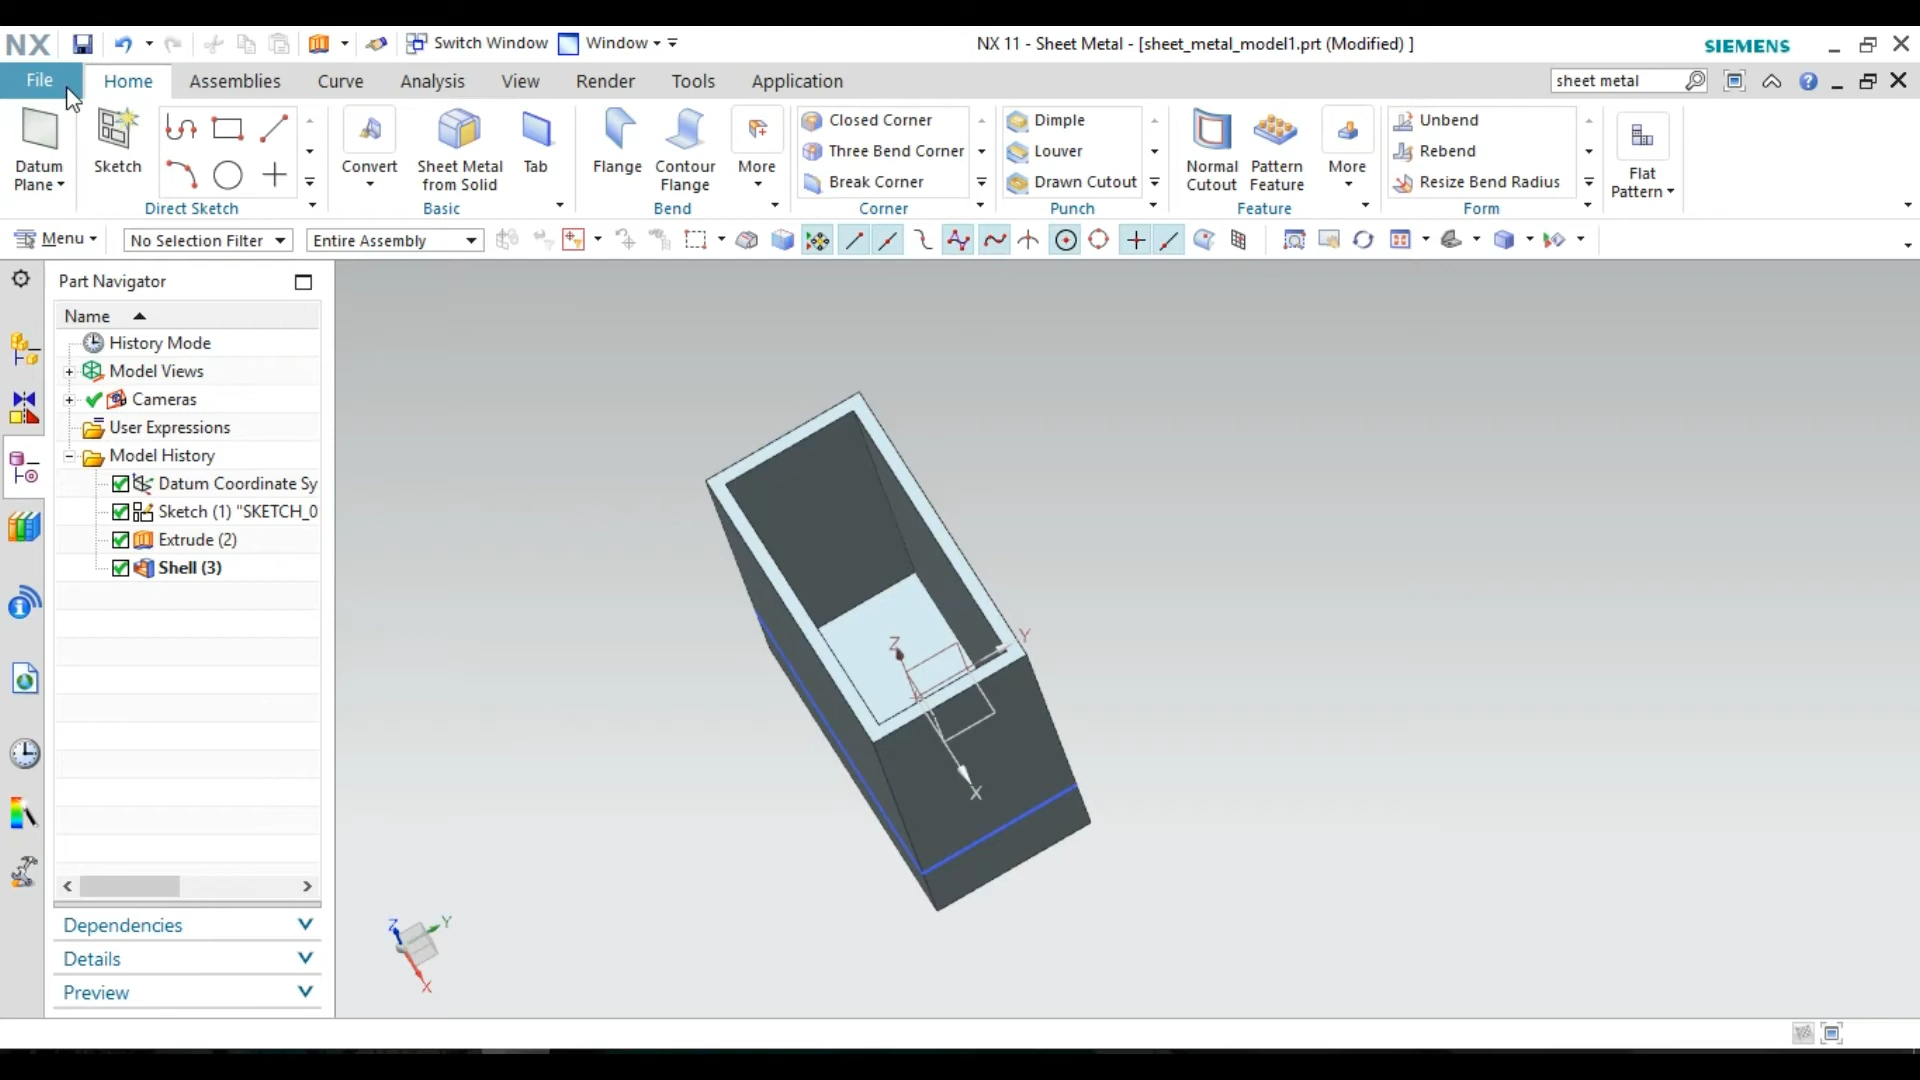 NX Switch Window Window NX 11 - Sheet Metal - [sheet_metal_model1.prt (Modified) ] SIEMENS
File Home Assemblies Curve Analysis View Render Tools Application sheet metal
Datum Plane Sketch Convert Sheet Metal from Solid Tab Flange Contour Flange More Closed Corner Dimple Normal Cutout Pattern Feature More Unbend Flat Pattern
Three Bend Corner Louver Rebend
Break Corner Drawn Cutout Resize Bend Radius
Direct Sketch Basic Bend Corner Punch Feature Form
Menu No Selection Filter Entire Assembly
Part Navigator
Name
History Mode
Model Views
Cameras
User Expressions
Model History
Datum Coordinate Sy
Sketch (1) "SKETCH_0
Extrude (2)
Shell (3)
Z Y
X
Dependencies
Details
Preview
Z Y
X